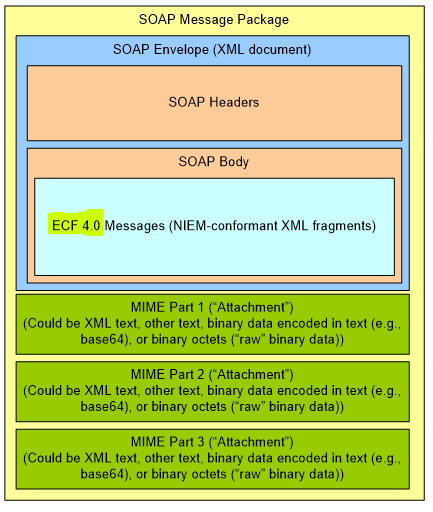 SOAP Message Package
SOAP Envelope (XML document)
SOAP Headers
SOAP Body
ECF 4.0 Messages (NIEM-conformant XML fragments)
MIME Part 1 (“Attachment”)
(Could be XML text, other text, binary data encoded in text (e.g.,
base64), or binary octets (“raw” binary data))
MIME Part 2 (“Attachment”)
(Could be XML text, other text, binary data encoded in text (e.g.,
base64), or binary octets (“raw” binary data))
MIME Part 3 (“Attachment”)
(Could be XML text, other text, binary data encoded in text (e.g.,
base64), or binary octets (“raw” binary data))